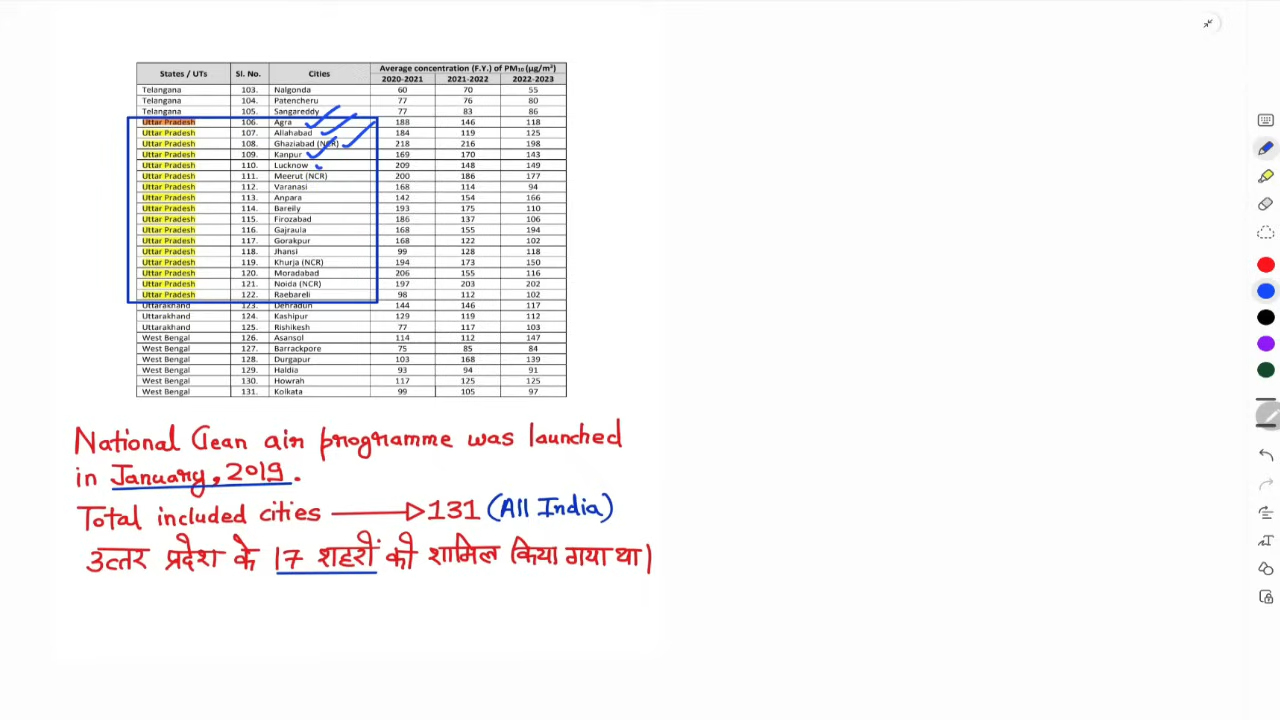 States / UTs Sl. No. Cities Average concentration (F.Y.) of PM₁₀ (µg/m³)
2020-2021 2021-2022 2022-2023
Telangana 103. Nalgonda 60 70 55
Telangana 104. Patencheru 77 76 80
Telangana 105. Sangareddy 77 83 86
Uttar Pradesh 106. Agra 188 146 118
Uttar Pradesh 107. Allahabad 184 119 125
Uttar Pradesh 108. Ghaziabad (NCR) 218 216 198
Uttar Pradesh 109. Kanpur 169 170 143
Uttar Pradesh 110. Lucknow 209 148 149
Uttar Pradesh 111. Meerut (NCR) 200 186 177
Uttar Pradesh 112. Varanasi 168 114 94
Uttar Pradesh 113. Anpara 142 154 166
Uttar Pradesh 114. Bareily 193 175 110
Uttar Pradesh 115. Firozabad 186 137 106
Uttar Pradesh 116. Gajraula 168 155 194
Uttar Pradesh 117. Gorakpur 168 122 102
Uttar Pradesh 118. Jhansi 99 128 118
Uttar Pradesh 119. Khurja (NCR) 194 173 150
Uttar Pradesh 120. Moradabad 206 155 116
Uttar Pradesh 121. Noida (NCR) 197 203 202
Uttar Pradesh 122. Raebareli 98 112 102
Uttarakhand 123. Dehradun 144 146 117
Uttarakhand 124. Kashipur 129 119 112
Uttarakhand 125. Rishikesh 77 117 103
West Bengal 126. Asansol 114 112 147
West Bengal 127. Barrackpore 75 85 84
West Bengal 128. Durgapur 103 168 139
West Bengal 129. Haldia 93 94 91
West Bengal 130. Howrah 117 125 125
West Bengal 131. Kolkata 99 105 97
National Clean air programme was launched
in January, 2019.
Total included cities → 131 (All India)
उत्तर प्रदेश के 17 शहरों को शामिल किया गया था।